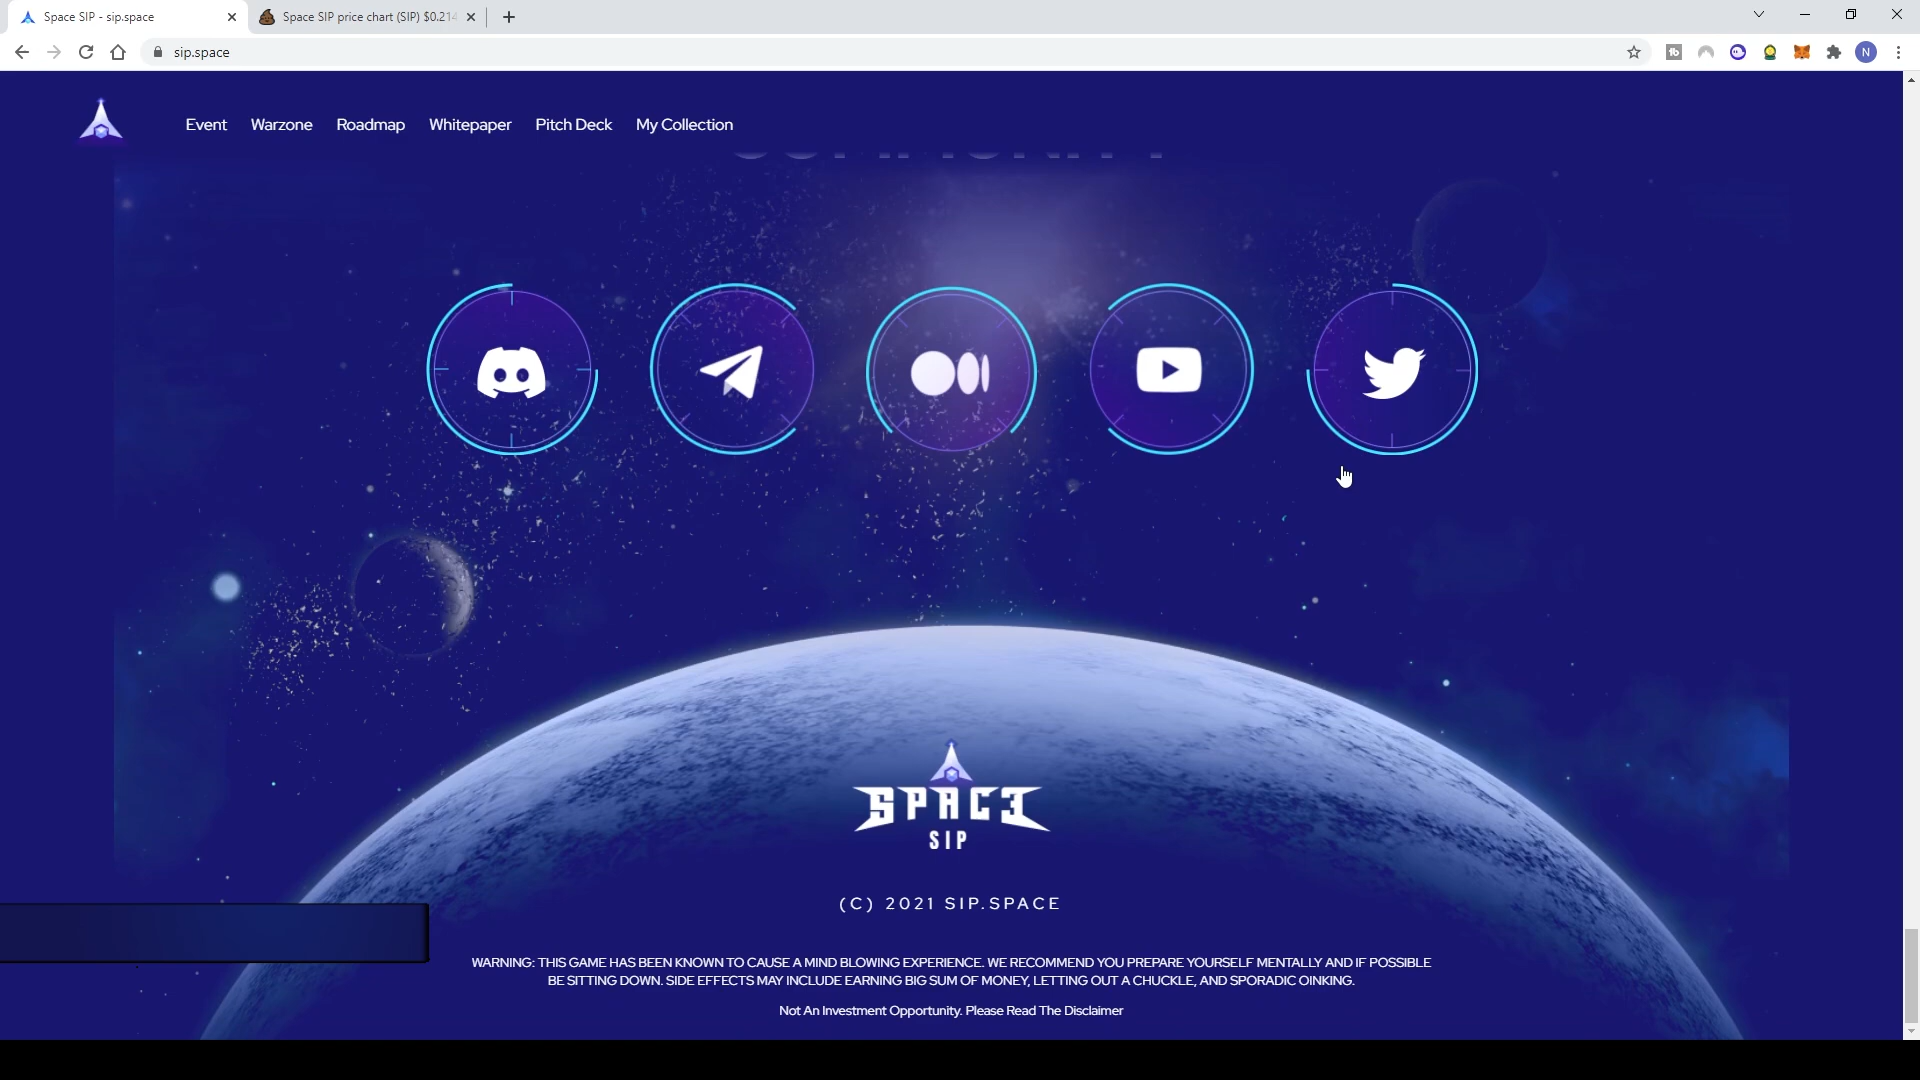 Space SIP - sip.space
Space SIP price chart (SIP) $0.214
sip.space
N
Event Warzone Roadmap Whitepaper Pitch Deck My Collection
SPACE
SIP
(C) 2021 SIP.SPACE
WARNING: THIS GAME HAS BEEN KNOWN TO CAUSE A MIND BLOWING EXPERIENCE. WE RECOMMEND YOU PREPARE YOURSELF MENTALLY AND IF POSSIBLE
BE SITTING DOWN. SIDE EFFECTS MAY INCLUDE EARNING BIG SUM OF MONEY, LETTING OUT A CHUCKLE, AND SPORADIC OINKING.
Not An Investment Opportunity. Please Read The Disclaimer